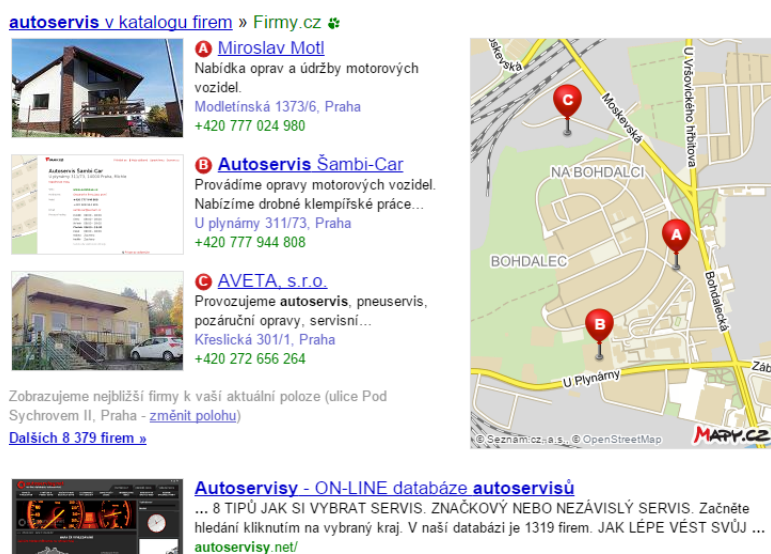 autoservis v katalogu firem » Firmy.cz
A Miroslav Motl
Nabídka oprav a údržby motorových
vozidel.
Modletínská 1373/6, Praha
+420 777 024 980
B Autoservis Šambi-Car
Provádíme opravy motorových vozidel.
Nabízíme drobné klempířské práce...
U plynárny 311/73, Praha
+420 777 944 808
C AVETA, s.r.o.
Provozujeme autoservis, pneuservis,
pozáruční opravy, servisní...
Křeslická 301/1, Praha
+420 272 656 264
Zobrazujeme nejbližší firmy k vaší aktuální poloze (ulice Pod
Sychrovem II, Praha - změnit polohu)
Dalších 8 379 firem »
Moskevská
U Vršovického hřbitova
C
NA BOHDALCI
A
BOHDALEC
Bohdalecká
B
U Plynárny
Záb
© Seznam.cz, a.s., © OpenStreetMap
MAPY.CZ
Autoservisy - ON-LINE databáze autoservisů
... 8 TIPŮ JAK SI VYBRAT SERVIS. ZNAČKOVÝ NEBO NEZÁVISLÝ SERVIS. Začněte
hledání kliknutím na vybraný kraj. V naší databázi je 1319 firem. JAK LÉPE VÉST SVŮJ ...
autoservisy.net/